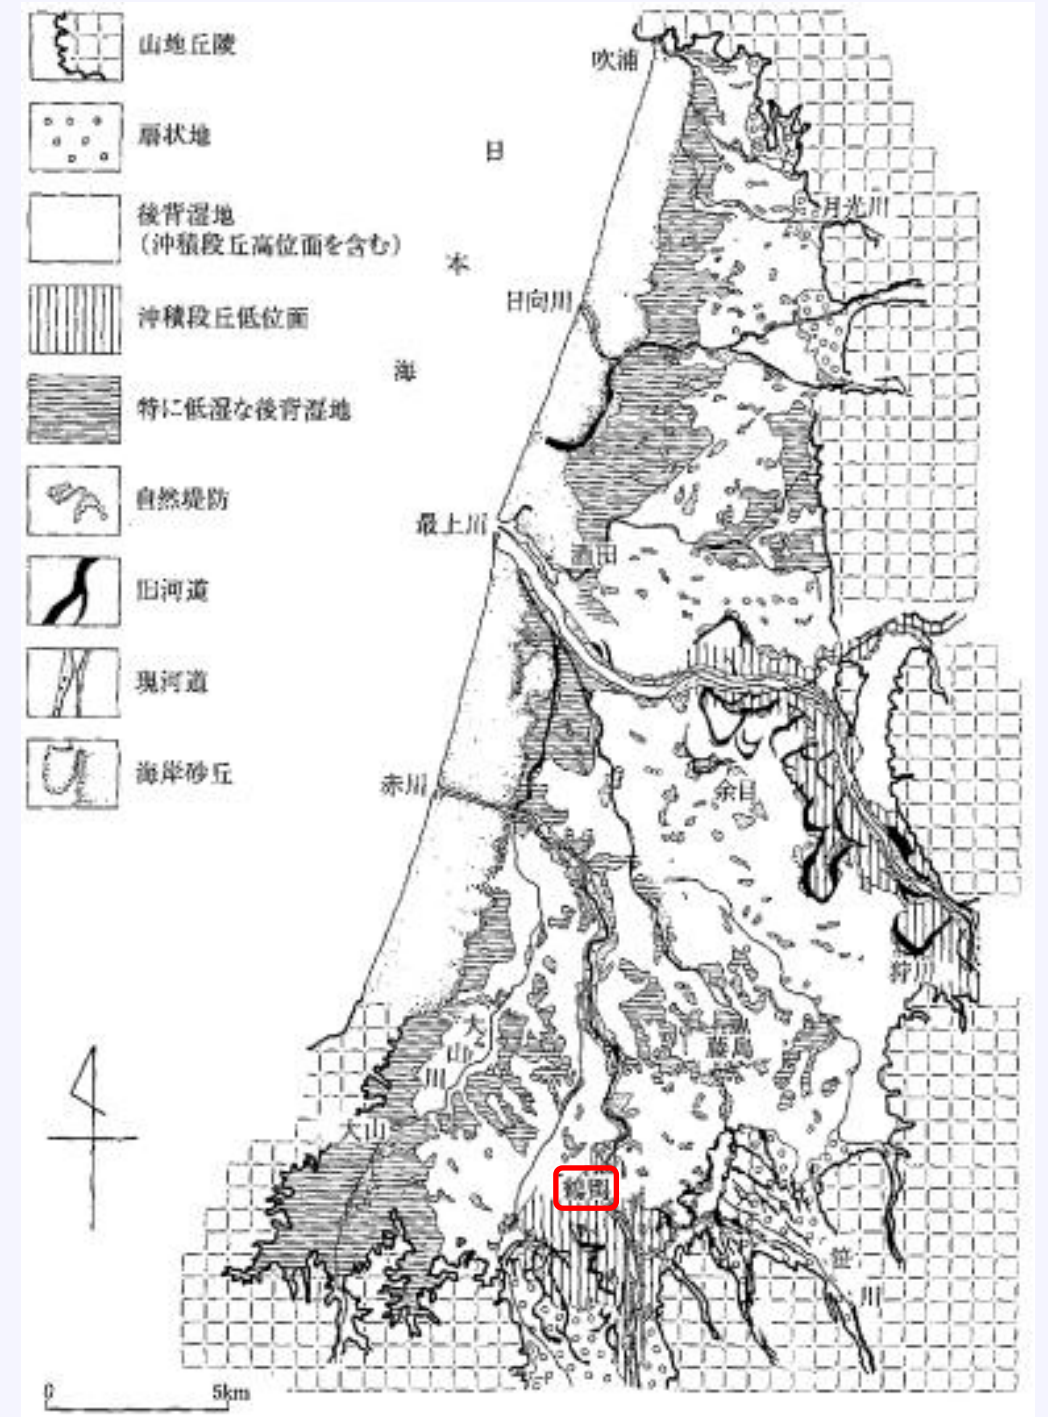 山地丘陵
扇状地
後背湿地
(沖積段丘高位面を含む)
沖積段丘低位面
特に低湿な後背湿地
自然堤防
旧河道
現河道
海岸砂丘
日
本
海
吹浦
月光川
日向川
最上川
酒田
赤川
余目
狩川
藤島
大
山
川
大山
鶴岡
笹
川
0
5km